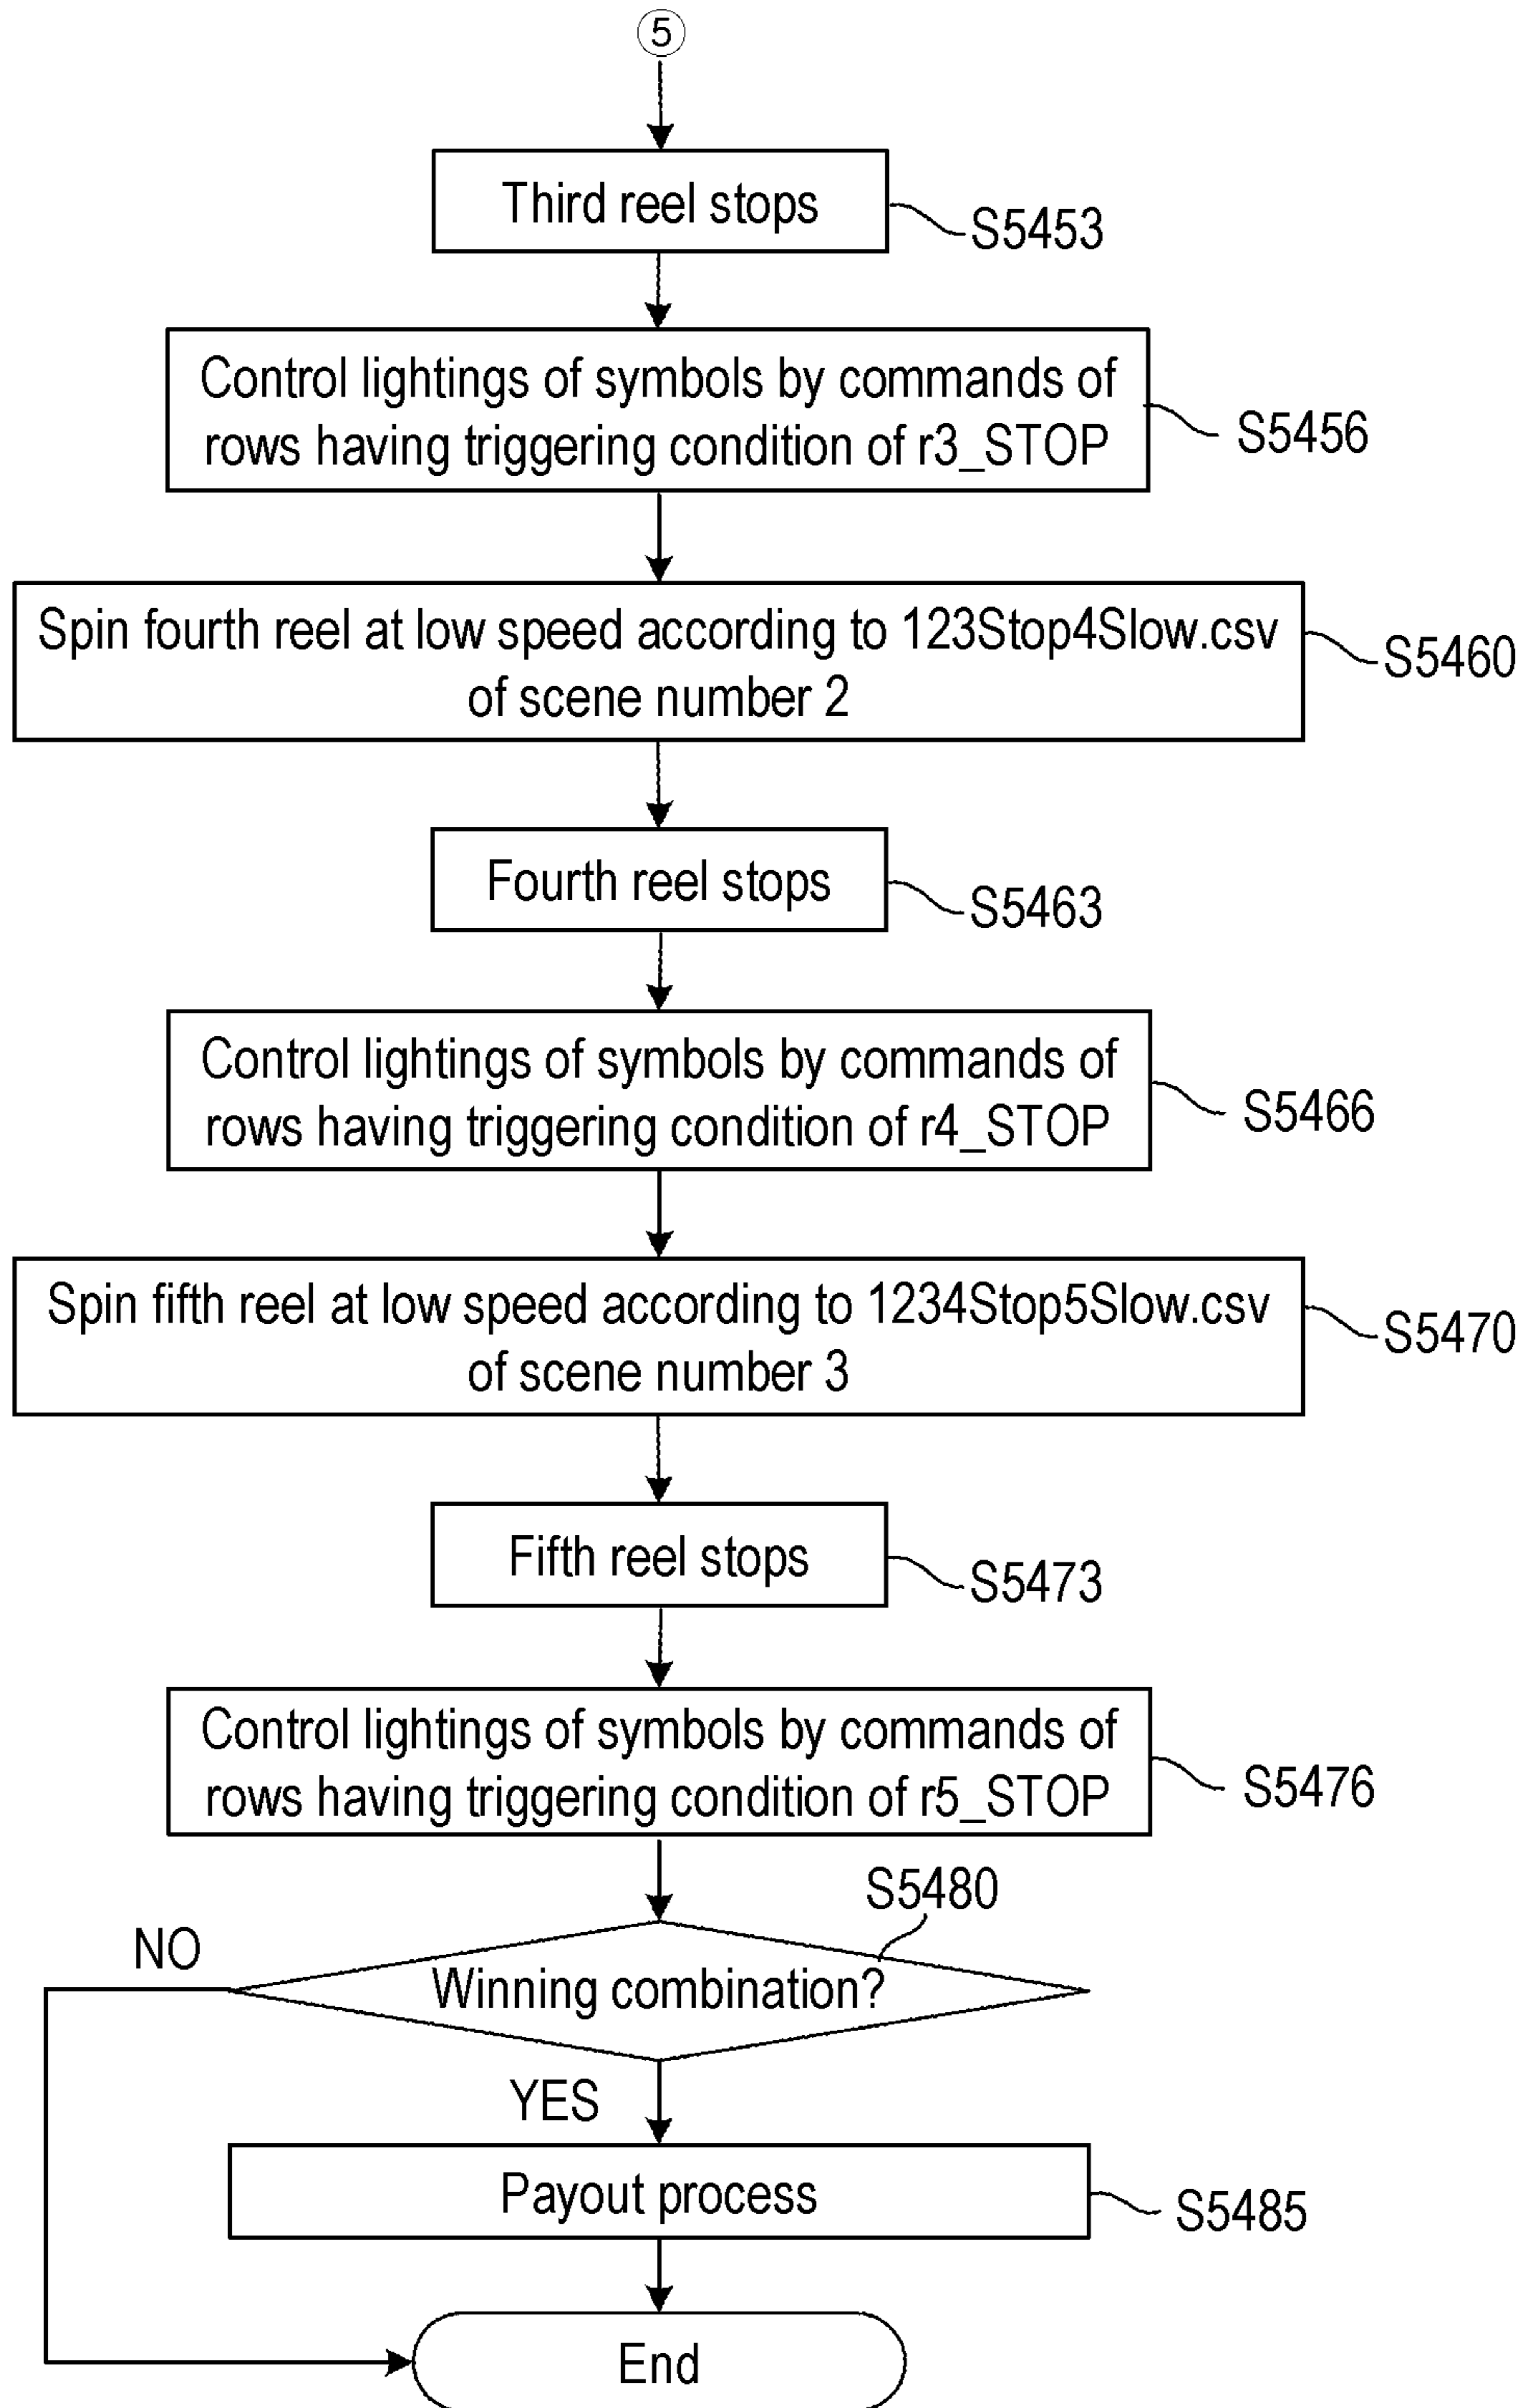 5
Third reel stops
S5453
Control lightings of symbols by commands of
rows having triggering condition of r3_STOP
S5456
Spin fourth reel at low speed according to 123Stop4Slow.csv
of scene number 2
S5460
Fourth reel stops
S5463
Control lightings of symbols by commands of
rows having triggering condition of r4_STOP
S5466
Spin fifth reel at low speed according to 1234Stop5Slow.csv
of scene number 3
S5470
Fifth reel stops
S5473
Control lightings of symbols by commands of
rows having triggering condition of r5_STOP
S5476
S5480
NO
Winning combination?
YES
Payout process
S5485
End